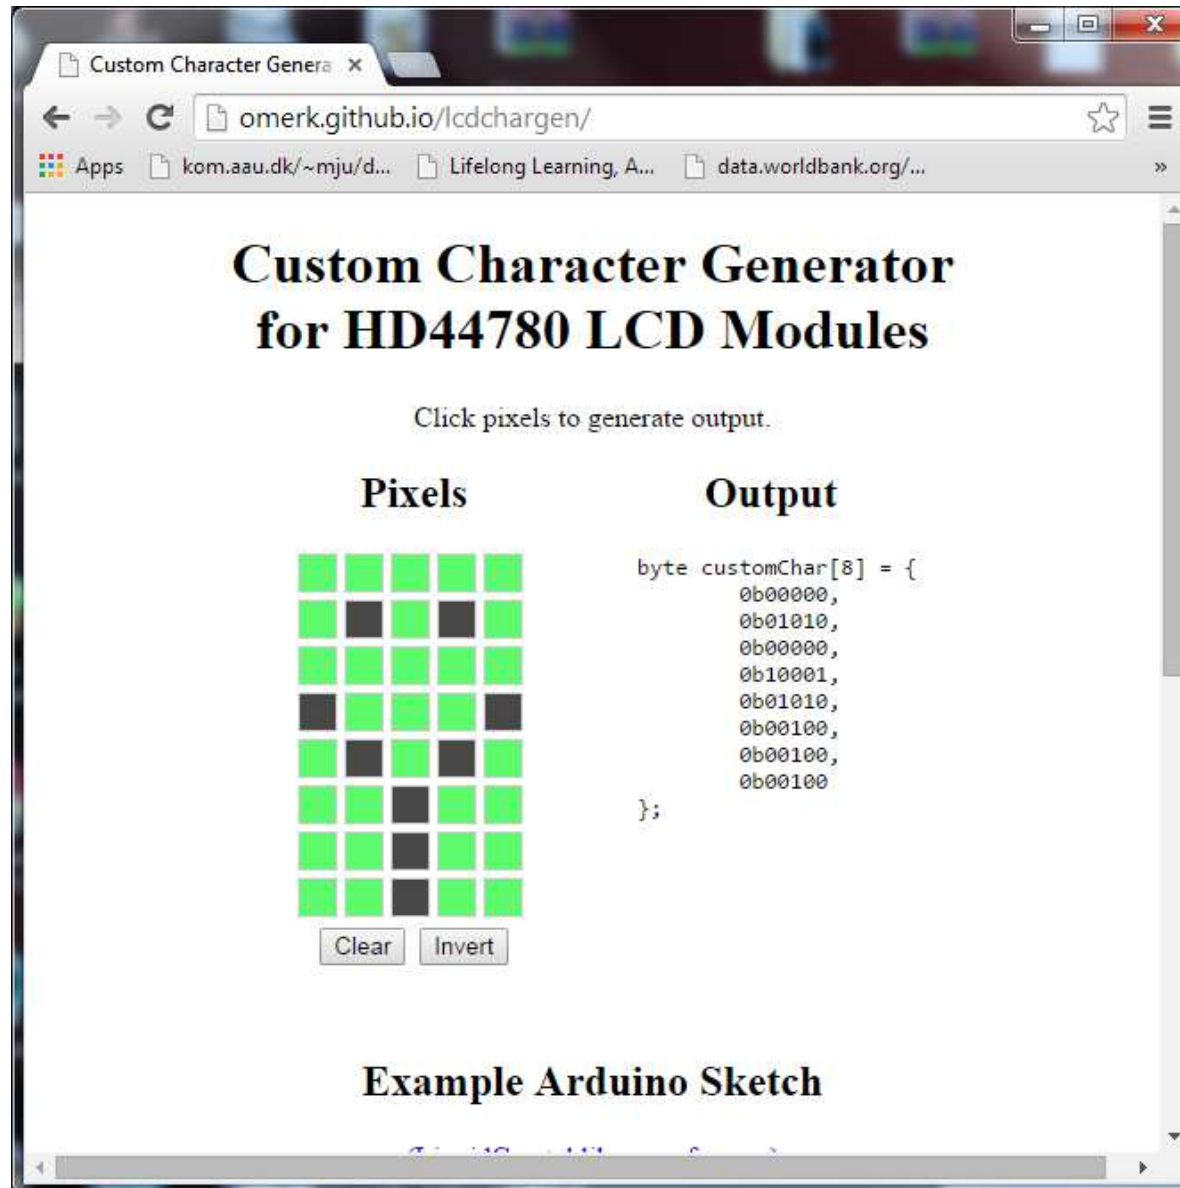 Custom Character Genera
omerk.github.io/lcdchargen/
Apps kom.aau.dk/~mju/d... Lifelong Learning, A... data.worldbank.org/... »
Custom Character Generator
for HD44780 LCD Modules
Click pixels to generate output.
Pixels
Output
byte customChar[8] = {
0b00000,
0b01010,
0b00000,
0b10001,
0b01010,
0b00100,
0b00100,
0b00100
};
Clear Invert
Example Arduino Sketch